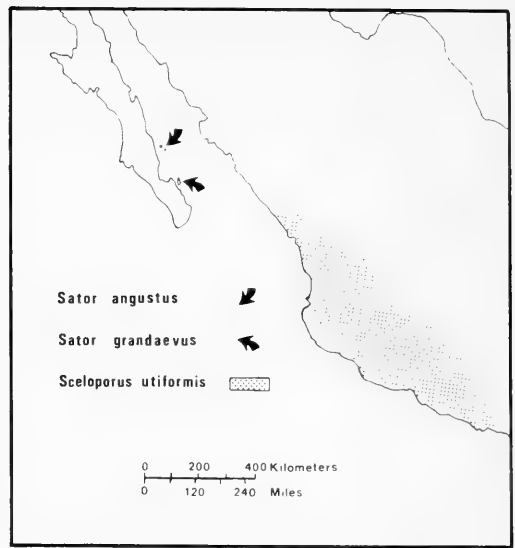 Sator angustus
Sator grandaevus
Sceloporus utiformis
0 200 400 Kilometers
0 120 240 Miles